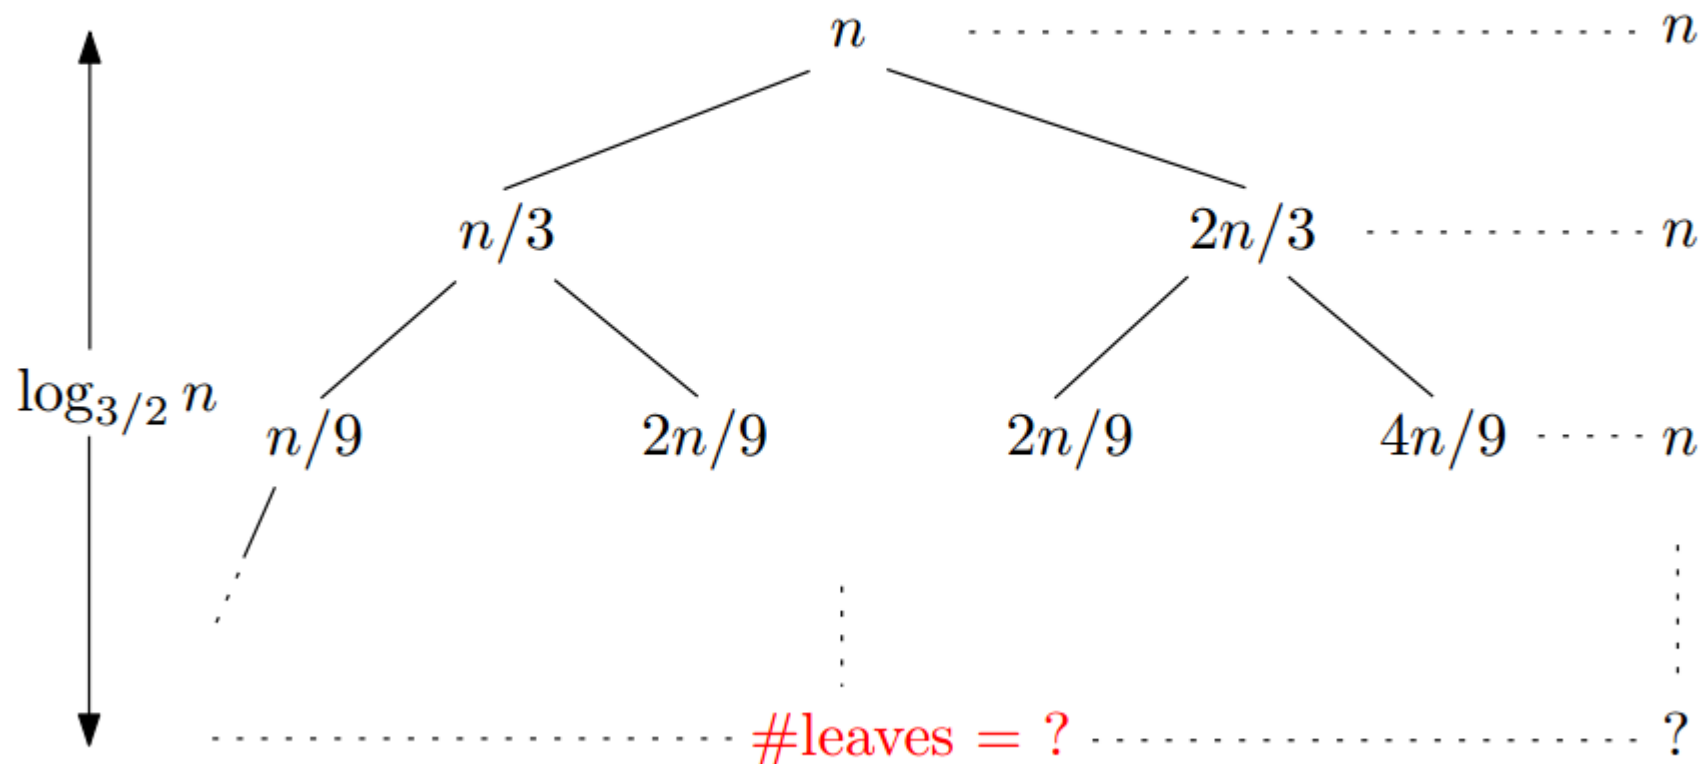 n n
n/3 2n/3 n
log_{3/2} n
n/9 2n/9 2n/9 4n/9 n
#leaves = ? ?